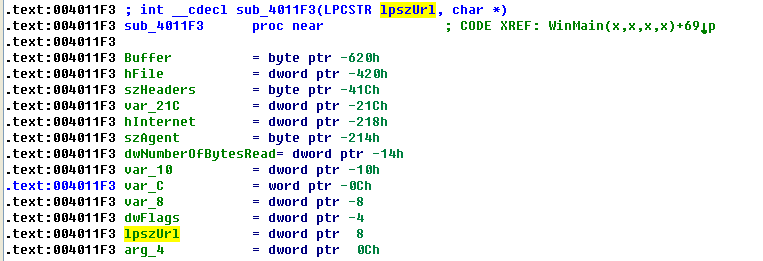 .text:004011F3 ; int __cdecl sub_4011F3(LPCSTR lpszUrl, char *)
.text:004011F3 sub_4011F3      proc near               ; CODE XREF: WinMain(x,x,x,x)+69↓p
.text:004011F3
.text:004011F3 Buffer          = byte ptr -620h
.text:004011F3 hFile           = dword ptr -420h
.text:004011F3 szHeaders       = byte ptr -41Ch
.text:004011F3 var_21C         = dword ptr -21Ch
.text:004011F3 hInternet       = dword ptr -218h
.text:004011F3 szAgent         = byte ptr -214h
.text:004011F3 dwNumberOfBytesRead= dword ptr -14h
.text:004011F3 var_10          = dword ptr -10h
.text:004011F3 var_C           = word ptr -0Ch
.text:004011F3 var_8           = dword ptr -8
.text:004011F3 dwFlags         = dword ptr -4
.text:004011F3 lpszUrl         = dword ptr  8
.text:004011F3 arg_4           = dword ptr  0Ch